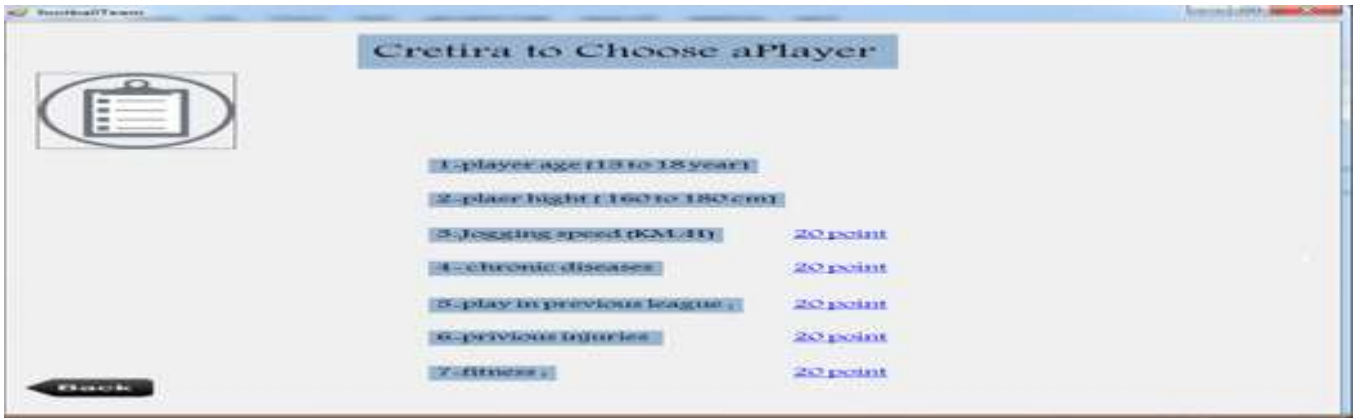 FootballTeam
Cretira to Choose aPlayer
1-player age (13 to 18 year)
2-plaer hight ( 160 to 180 cm)
3-Jogging speed (KM/H) 20 point
4- chronic diseases 20 point
5-play in previous league ; 20 point
6-privious injuries 20 point
7-fitness ; 20 point
Back